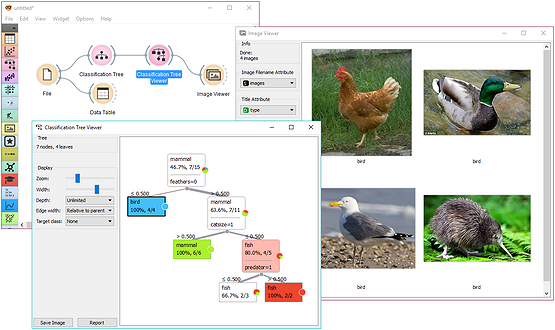 untitled*
File Edit View Widget Options Help
File
Classification Tree
Classification Tree
Viewer
Image Viewer
Data Table
Image Viewer
Info
Done:
4 images
Image Filename Attribute
images
Title Attribute
type
bird
bird
bird
bird
Classification Tree Viewer
Tree
7 nodes, 4 leaves
Display
Zoom:
Width:
Depth: Unlimited
Edge width: Relative to parent
Target class: None
Save Image Report
mammal
46.7%, 7/15
feathers=0
≤ 0.500 > 0.500
bird
100%, 4/4
mammal
63.6%, 7/11
catsize=1
> 0.500 ≤ 0.500
mammal
100%, 6/6
fish
80.0%, 4/5
predator=1
≤ 0.500 > 0.500
fish
66.7%, 2/3
fish
100%, 2/2